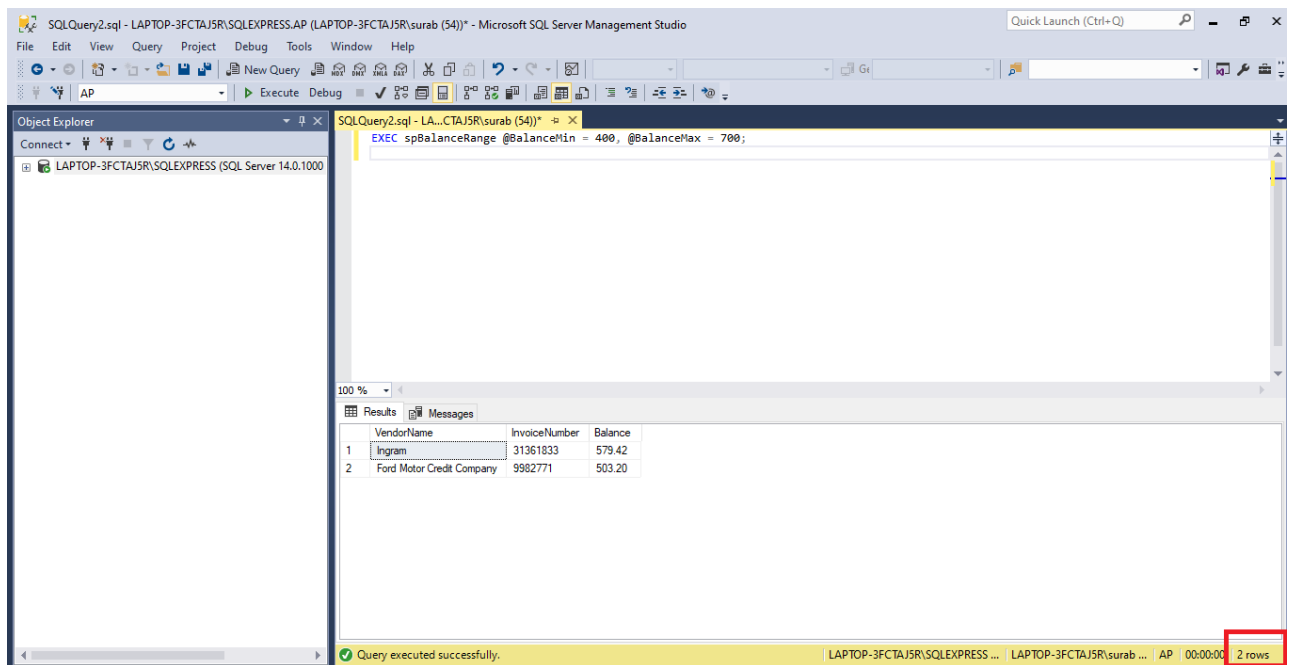 SQLQuery2.sql - LAPTOP-3FCTAJ5R\SQLEXPRESS.AP (LAPTOP-3FCTAJ5R\surab (54))* - Microsoft SQL Server Management Studio
Quick Launch (Ctrl+Q)
File Edit View Query Project Debug Tools Window Help
New Query MDX DMX XMLA DAX
AP Execute Debug
Object Explorer
SQLQuery2.sql - LA...CTAJ5R\surab (54))*
Connect
LAPTOP-3FCTAJ5R\SQLEXPRESS (SQL Server 14.0.1000
EXEC spBalanceRange @BalanceMin = 400, @BalanceMax = 700;
100 %
Results Messages
VendorName InvoiceNumber Balance
1 Ingram 31361833 579.42
2 Ford Motor Credit Company 9982771 503.20
Query executed successfully. LAPTOP-3FCTAJ5R\SQLEXPRESS ... LAPTOP-3FCTAJ5R\surab ... AP 00:00:00 2 rows